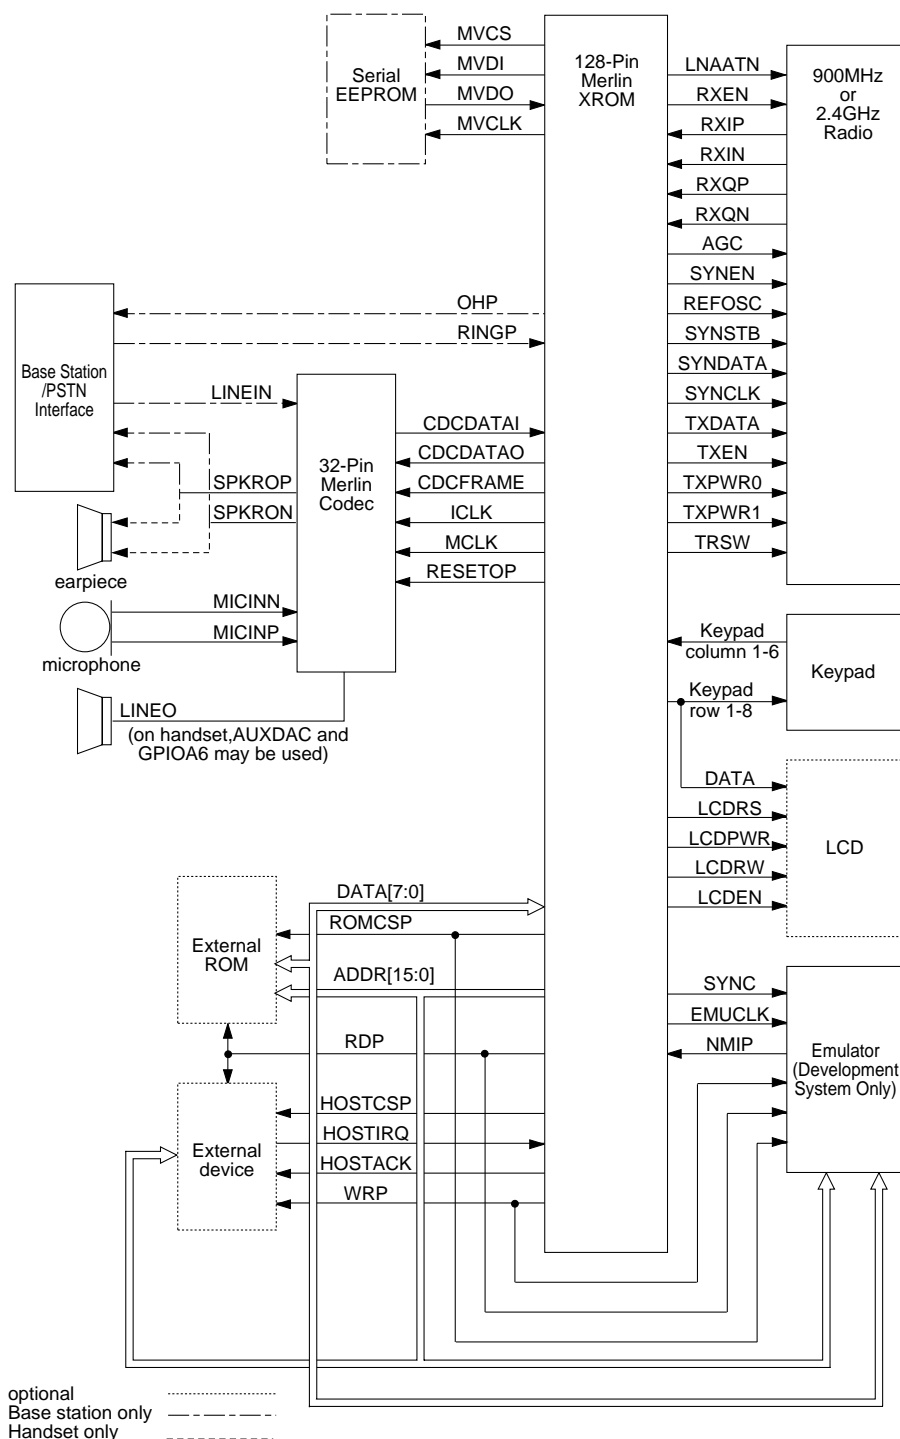 MVCS
MVDI
MVDO
MVCLK
Serial
EEPROM
128-Pin
Merlin
XROM
LNAATN
RXEN
RXIP
RXIN
RXQP
RXQN
AGC
SYNEN
REFOSC
SYNSTB
SYNDATA
SYNCLK
TXDATA
TXEN
TXPWR0
TXPWR1
TRSW
900MHz
or
2.4GHz
Radio
OHP
RINGP
LINEIN
Base Station
/PSTN
Interface
SPKROP
SPKRON
32-Pin
Merlin
Codec
CDCDATAI
CDCDATAO
CDCFRAME
ICLK
MCLK
RESETOP
earpiece
MICINN
MICINP
microphone
LINEO
(on handset,AUXDAC and
GPIOA6 may be used)
Keypad
column 1-6
Keypad
row 1-8
Keypad
DATA
LCDRS
LCDPWR
LCDRW
LCDEN
LCD
DATA[7:0]
ROMCSP
External
ROM
ADDR[15:0]
RDP
SYNC
EMUCLK
NMIP
Emulator
(Development
System Only)
HOSTCSP
HOSTIRQ
HOSTACK
WRP
External
device
optional
Base station only
Handset only